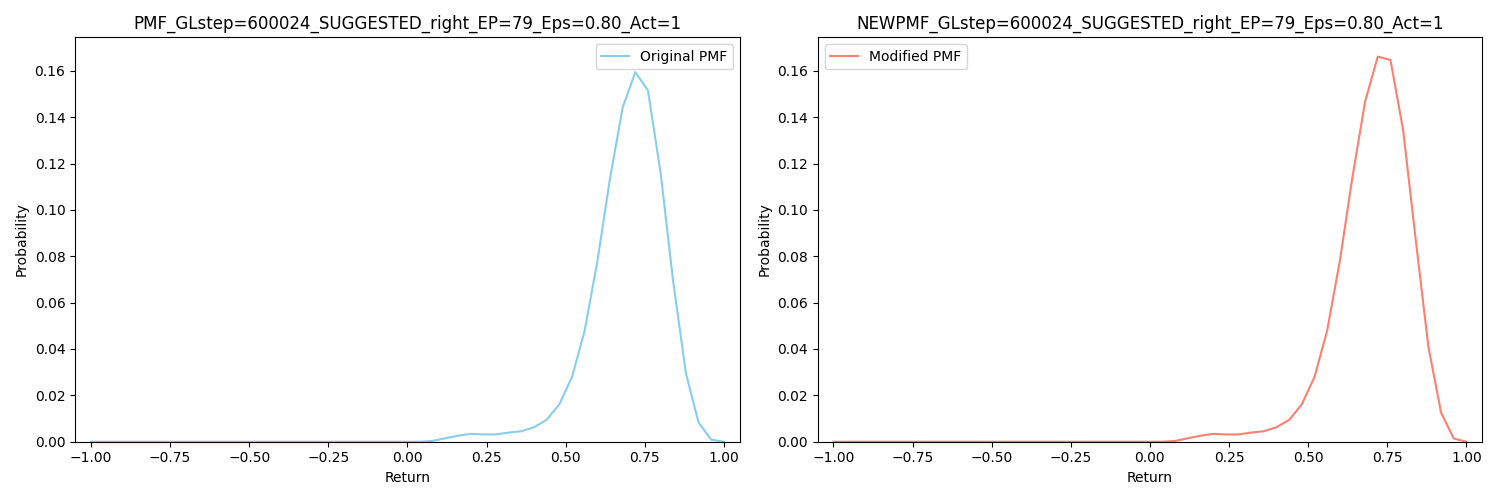 PMF_GLstep=600024_SUGGESTED_right_EP=79_Eps=0.80_Act=1
Original PMF
Probability
0.16
0.14
0.12
0.10
0.08
0.06
0.04
0.02
0.00
−1.00 −0.75 −0.50 −0.25 0.00 0.25 0.50 0.75 1.00
Return
NEWPMF_GLstep=600024_SUGGESTED_right_EP=79_Eps=0.80_Act=1
Modified PMF
Probability
0.16
0.14
0.12
0.10
0.08
0.06
0.04
0.02
0.00
−1.00 −0.75 −0.50 −0.25 0.00 0.25 0.50 0.75 1.00
Return